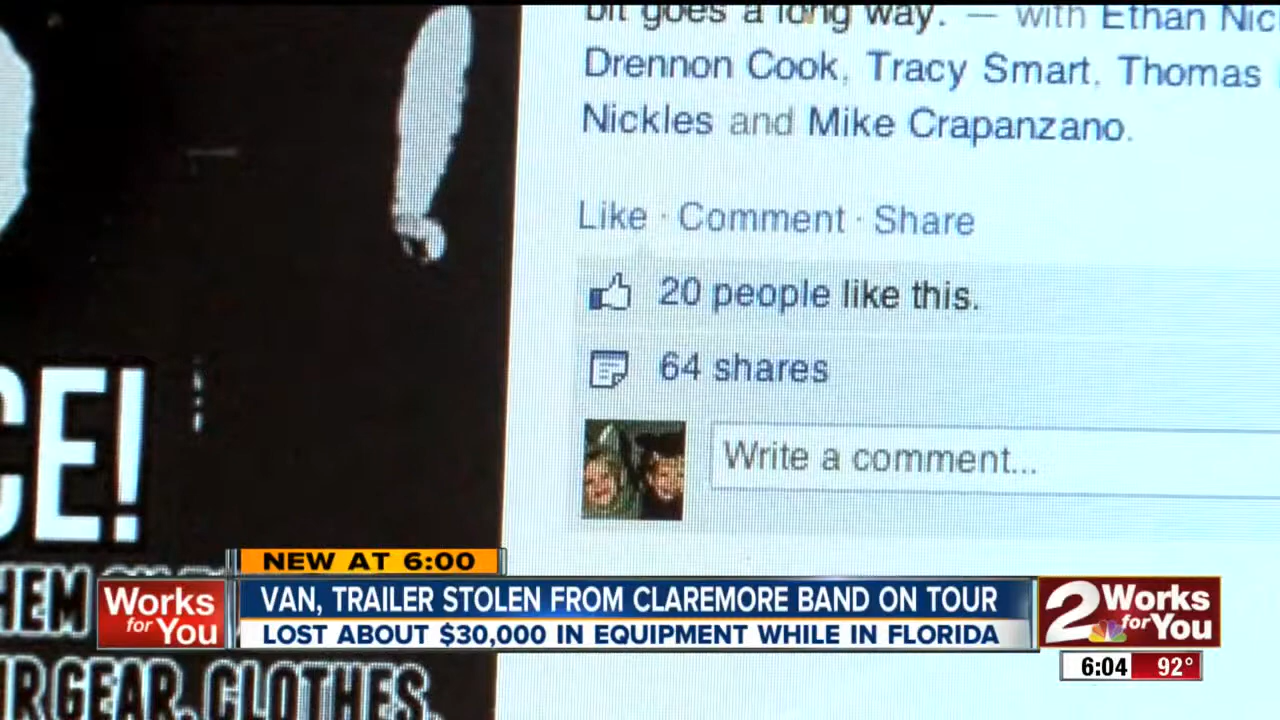 bit goes a long way. — with Ethan Nic
Drennon Cook, Tracy Smart, Thomas
Nickles and Mike Crapanzano.
Like · Comment · Share
20 people like this.
64 shares
Write a comment...
CE!
HEM
R GEAR, CLOTHES,
NEW AT 6:00
Works for You
VAN, TRAILER STOLEN FROM CLAREMORE BAND ON TOUR
LOST ABOUT $30,000 IN EQUIPMENT WHILE IN FLORIDA
2 Works for You
6:04 92°